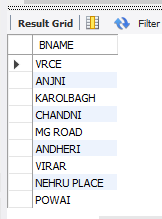 Result Grid Filter
BNAME
VRCE
ANJNI
KAROLBAGH
CHANDNI
MG ROAD
ANDHERI
VIRAR
NEHRU PLACE
POWAI